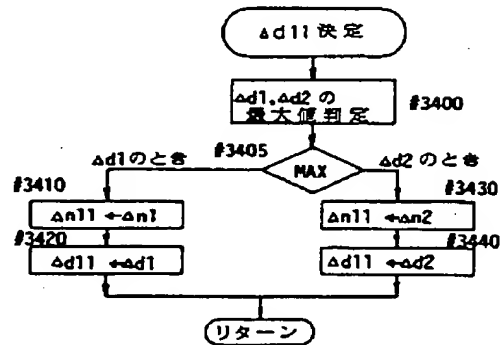 Δd11 決定
Δd1,Δd2 の
最大値判定
#3400
#3405
MAX
Δd1のとき
Δd2のとき
#3410
Δn11 ←Δn1
#3420
Δd11 ←Δd1
#3430
Δn11 ←Δn2
#3440
Δd11 ←Δd2
リターン